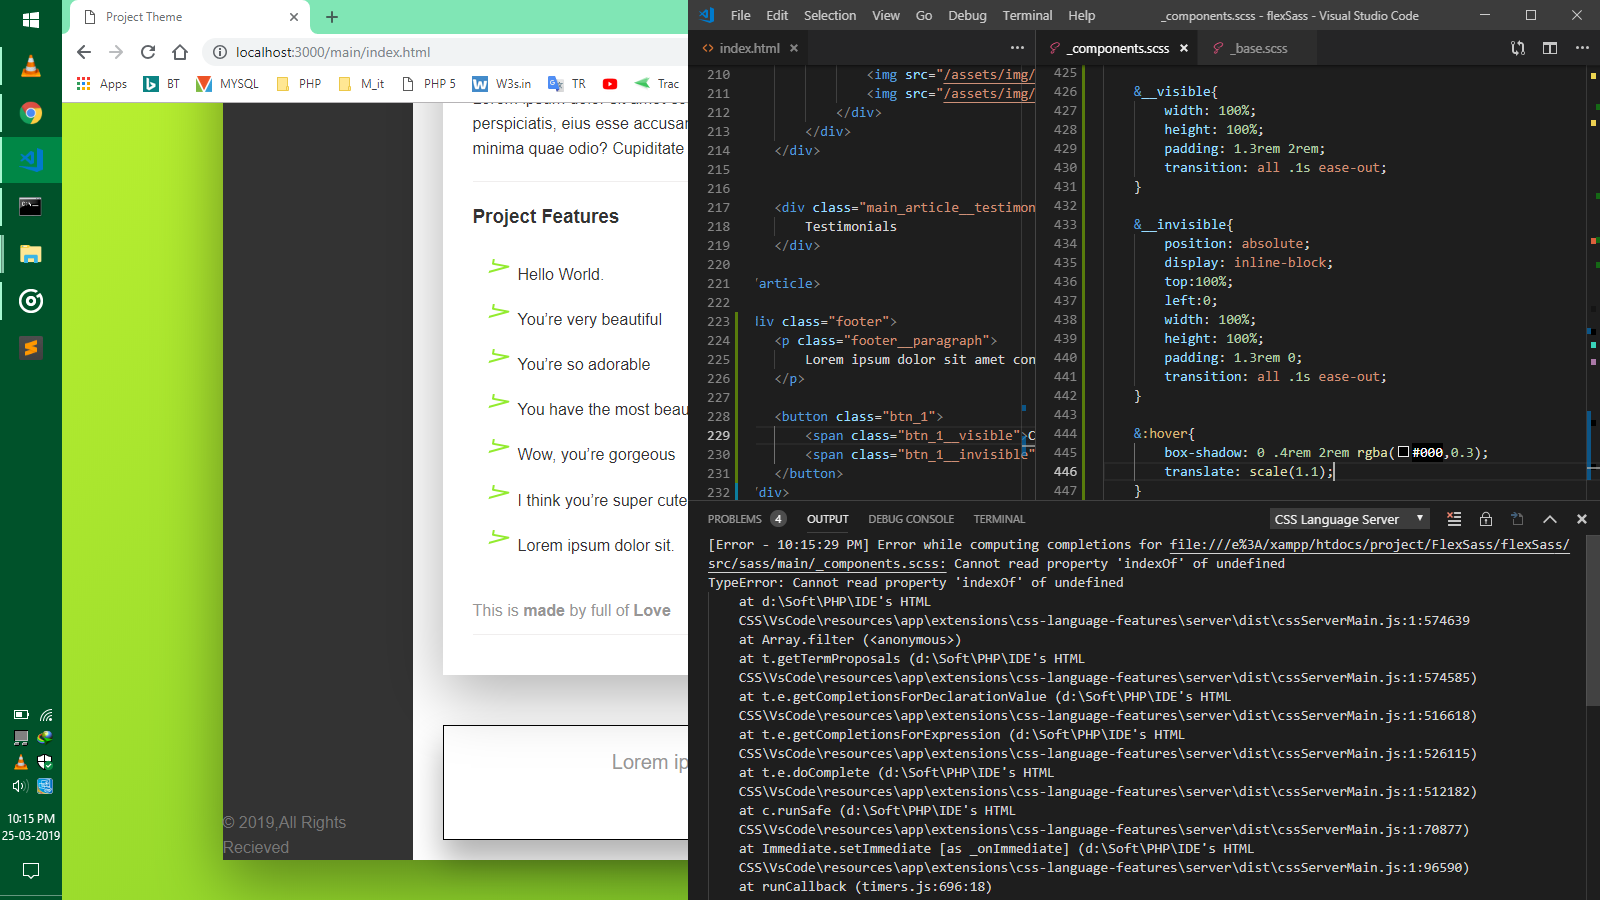 Project Theme
localhost:3000/main/index.html
Apps
BT
MYSQL
PHP
M_it
PHP 5
W3s.in
TR
Trac
perspiciatis, eius esse accusan
minima quae odio? Cupiditate
Project Features
Hello World.
You're very beautiful
You're so adorable
You have the most beau
Wow, you're gorgeous
I think you're super cute
Lorem ipsum dolor sit.
This is made by full of Love
Lorem ip
© 2019,All Rights
Recieved
10:15 PM
25-03-2019
File Edit Selection View Go Debug Terminal Help
_components.scss - flexSass - Visual Studio Code
index.html
210 <img src="/assets/img/
211 <img src="/assets/img/
212 </div>
213 </div>
214 </div>
215
216
217 <div class="main_article__testimon
218 Testimonials
219 </div>
220
221 article>
222
223 div class="footer">
224 <p class="footer__paragraph">
225 Lorem ipsum dolor sit amet con
226 </p>
227
228 <button class="btn_1">
229 <span class="btn_1__visible">C
230 <span class="btn_1__invisible"
231 </button>
232 /div>
_components.scss
_base.scss
425
426 &__visible{
427 width: 100%;
428 height: 100%;
429 padding: 1.3rem 2rem;
430 transition: all .1s ease-out;
431 }
432
433 &__invisible{
434 position: absolute;
435 display: inline-block;
436 top:100%;
437 left:0;
438 width: 100%;
439 height: 100%;
440 padding: 1.3rem 0;
441 transition: all .1s ease-out;
442 }
443
444 &:hover{
445 box-shadow: 0 .4rem 2rem rgba(#000,0.3);
446 translate: scale(1.1);
447 }
PROBLEMS 4 OUTPUT DEBUG CONSOLE TERMINAL
CSS Language Server
[Error - 10:15:29 PM] Error while computing completions for file:///e%3A/xampp/htdocs/project/FlexSass/flexSass/
src/sass/main/_components.scss: Cannot read property 'indexOf' of undefined
TypeError: Cannot read property 'indexOf' of undefined
at d:\Soft\PHP\IDE's HTML
CSS\VsCode\resources\app\extensions\css-language-features\server\dist\cssServerMain.js:1:574639
at Array.filter (<anonymous>)
at t.getTermProposals (d:\Soft\PHP\IDE's HTML
CSS\VsCode\resources\app\extensions\css-language-features\server\dist\cssServerMain.js:1:574585)
at t.e.getCompletionsForDeclarationValue (d:\Soft\PHP\IDE's HTML
CSS\VsCode\resources\app\extensions\css-language-features\server\dist\cssServerMain.js:1:516618)
at t.e.getCompletionsForExpression (d:\Soft\PHP\IDE's HTML
CSS\VsCode\resources\app\extensions\css-language-features\server\dist\cssServerMain.js:1:526115)
at t.e.doComplete (d:\Soft\PHP\IDE's HTML
CSS\VsCode\resources\app\extensions\css-language-features\server\dist\cssServerMain.js:1:512182)
at c.runSafe (d:\Soft\PHP\IDE's HTML
CSS\VsCode\resources\app\extensions\css-language-features\server\dist\cssServerMain.js:1:70877)
at Immediate.setImmediate [as _onImmediate] (d:\Soft\PHP\IDE's HTML
CSS\VsCode\resources\app\extensions\css-language-features\server\dist\cssServerMain.js:1:96590)
at runCallback (timers.js:696:18)